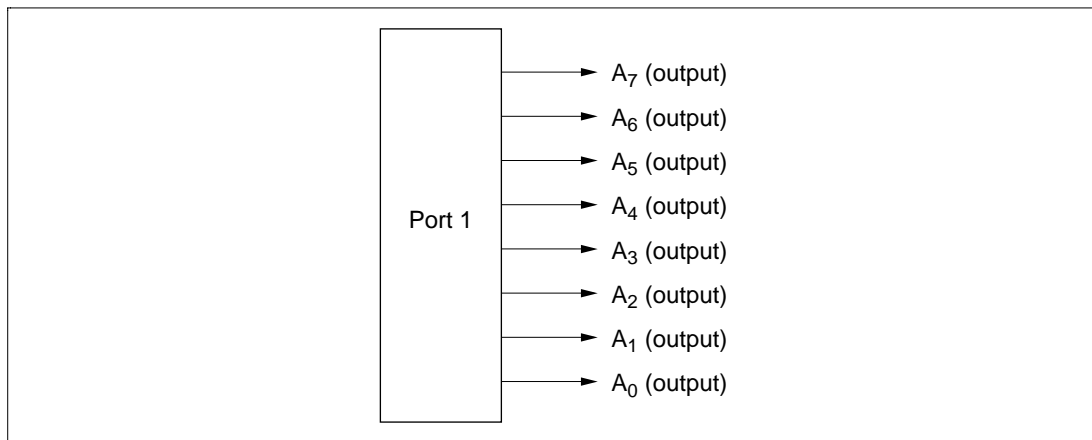 A7 (output)
A6 (output)
A5 (output)
A4 (output)
Port 1
A3 (output)
A2 (output)
A1 (output)
A0 (output)